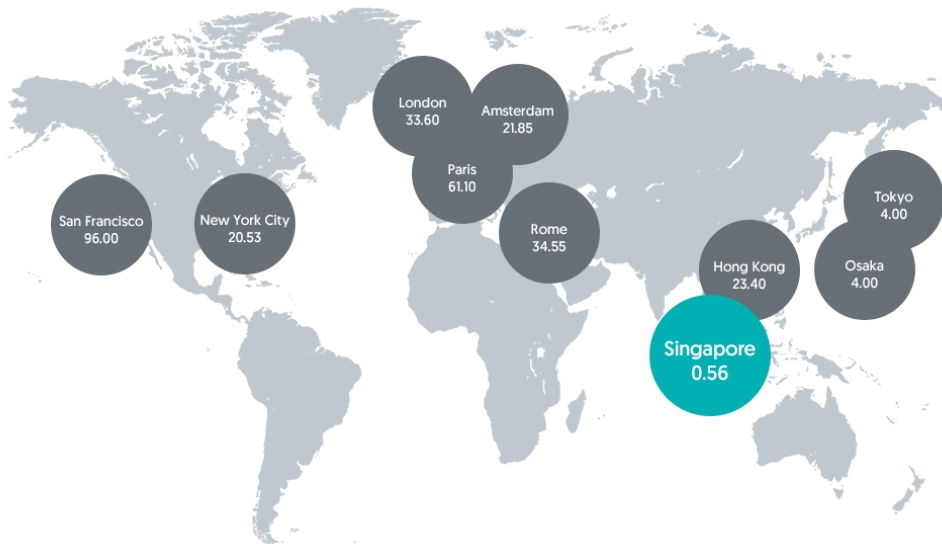 London
33.60
Amsterdam
21.85
Paris
61.10
San Francisco
96.00
New York City
20.53
Rome
34.55
Tokyo
4.00
Hong Kong
23.40
Osaka
4.00
Singapore
0.56